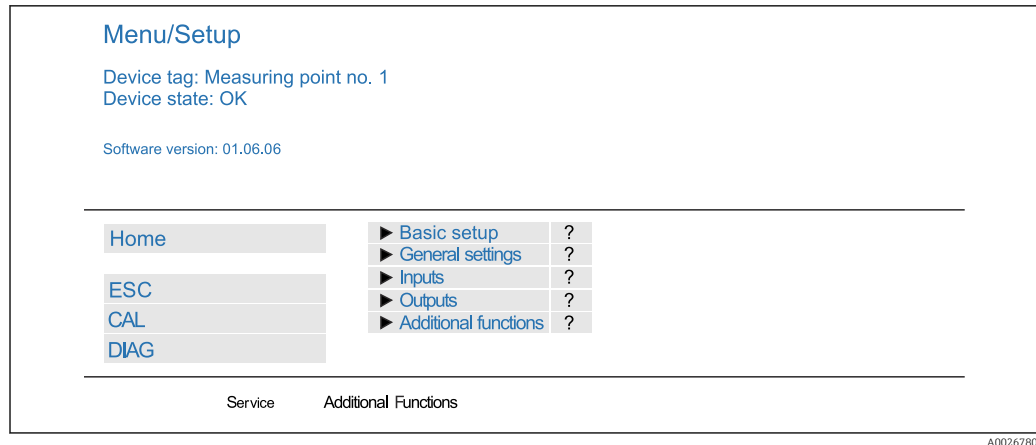 Menu/Setup
Device tag: Measuring point no. 1
Device state: OK
Software version: 01.06.06
Home
ESC
CAL
DIAG
▶ Basic setup ?
▶ General settings ?
▶ Inputs ?
▶ Outputs ?
▶ Additional functions ?
Service Additional Functions
A0026780